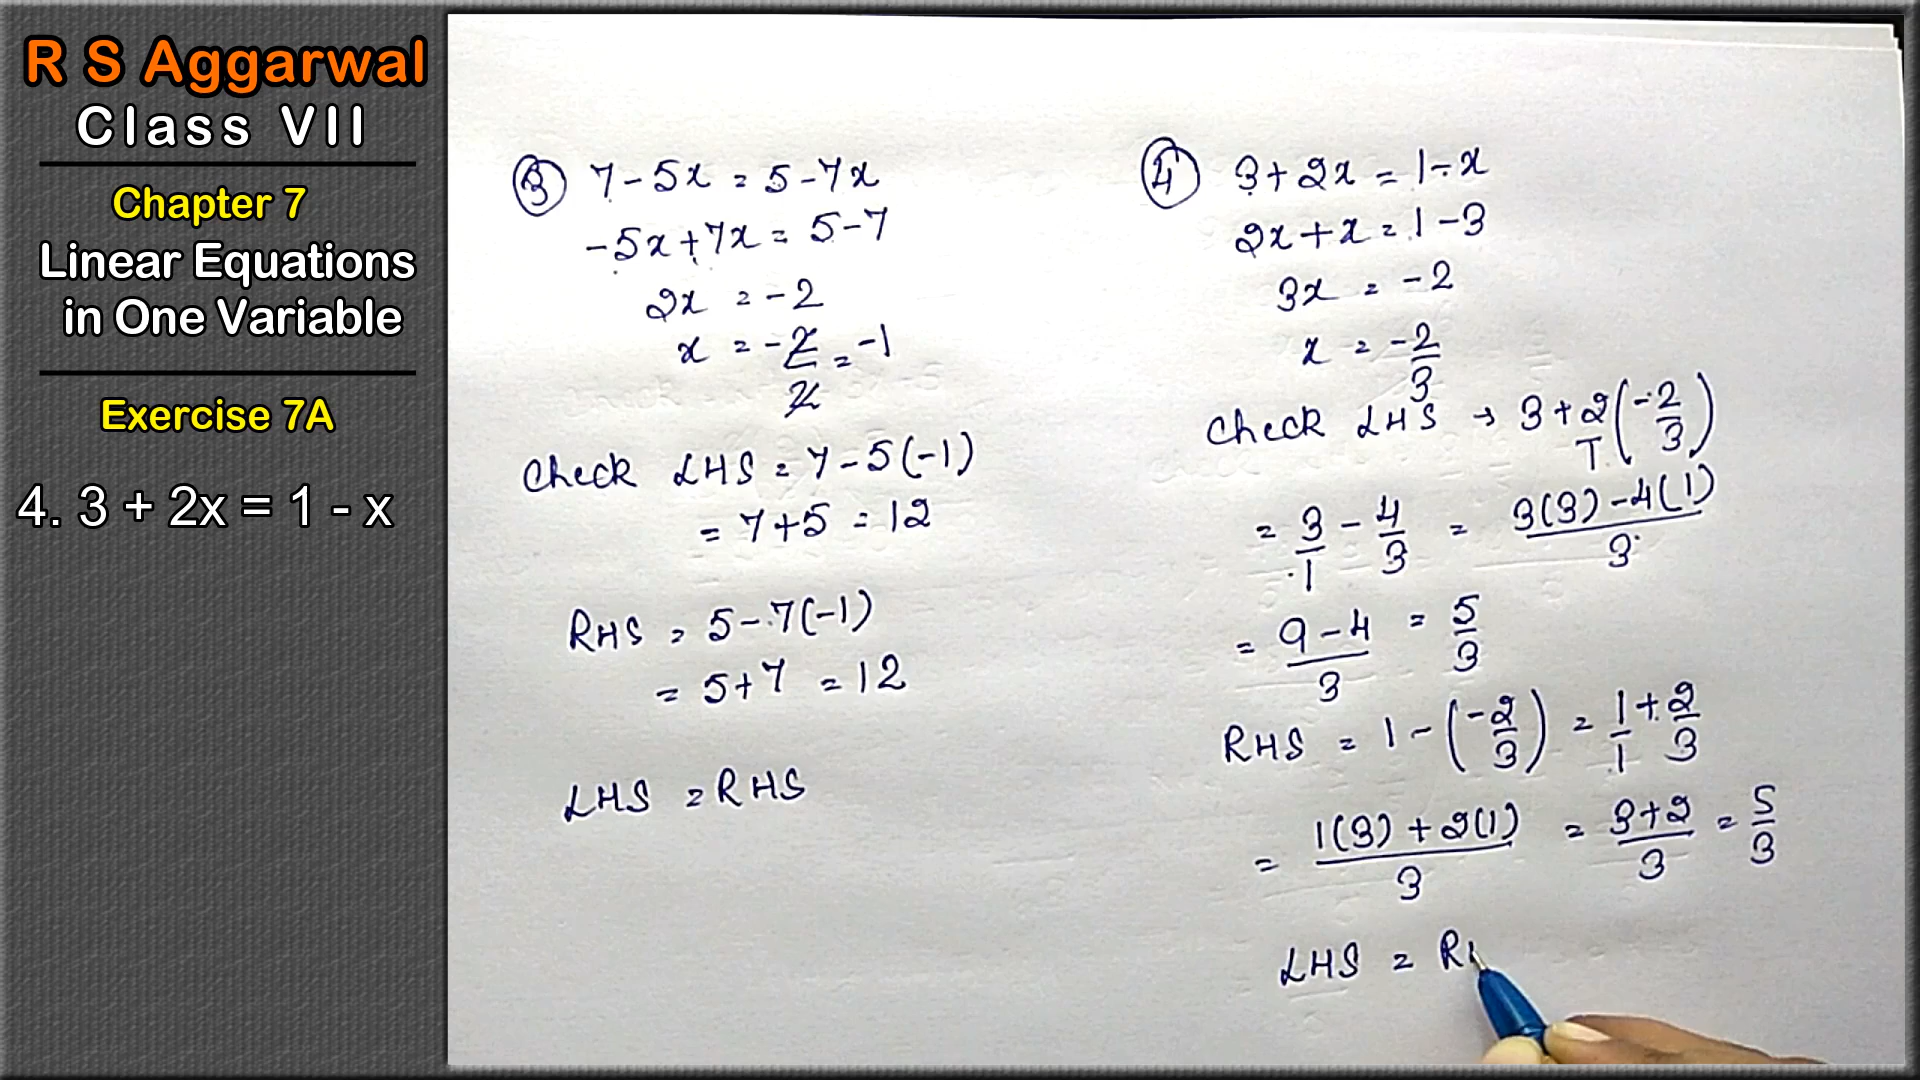 R S Aggarwal
Class VII
Chapter 7
Linear Equations
in One Variable
Exercise 7A
4. 3 + 2x = 1 - x
③ 7 - 5x = 5 - 7x
-5x + 7x = 5 - 7
2x = -2
x = -2/2 = -1
Check LHS = 7 - 5(-1)
= 7 + 5 = 12
RHS = 5 - 7(-1)
= 5 + 7 = 12
LHS = RHS
④ 3 + 2x = 1 - x
2x + x = 1 - 3
3x = -2
x = -2/3
Check LHS → 3 + 2/1 (-2/3)
= 3/1 - 4/3 = 3(3) - 4(1)/3
= 9 - 4/3 = 5/3
RHS = 1 - (-2/3) = 1/1 + 2/3
= 1(3) + 2(1)/3 = 3 + 2/3 = 5/3
LHS = R